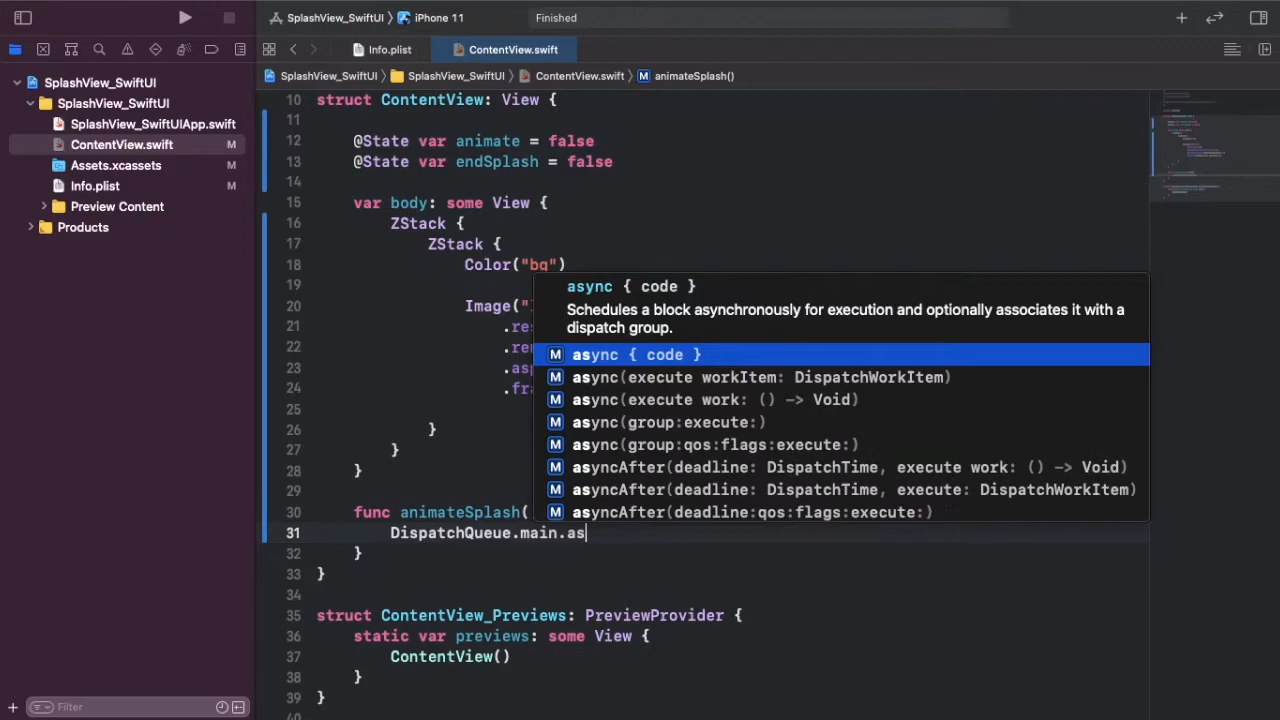 SplashView_SwiftUI
iPhone 11
Finished
Info.plist
ContentView.swift
SplashView_SwiftUI
SplashView_SwiftUI
ContentView.swift
M animateSplash()
SplashView_SwiftUI
SplashView_SwiftUI
SplashView_SwiftUIApp.swift
ContentView.swift M
Assets.xcassets
Info.plist M
Preview Content
Products
Filter
10 struct ContentView: View {
11
12 @State var animate = false
13 @State var endSplash = false
14
15 var body: some View {
16 ZStack {
17 ZStack {
18 Color("bg")
19
20 Image("
21 .res
22 .ren
23 .asp
24 .fra
25
26 }
27 }
28 }
29
30 func animateSplash(
31 DispatchQueue.main.as
32 }
33 }
34
35 struct ContentView_Previews: PreviewProvider {
36 static var previews: some View {
37 ContentView()
38 }
39 }
40
async { code }
Schedules a block asynchronously for execution and optionally associates it with a
dispatch group.
M async { code }
M async(execute workItem: DispatchWorkItem)
M async(execute work: () -> Void)
M async(group:execute:)
M async(group:qos:flags:execute:)
M asyncAfter(deadline: DispatchTime, execute work: () -> Void)
M asyncAfter(deadline: DispatchTime, execute: DispatchWorkItem)
M asyncAfter(deadline:qos:flags:execute:)